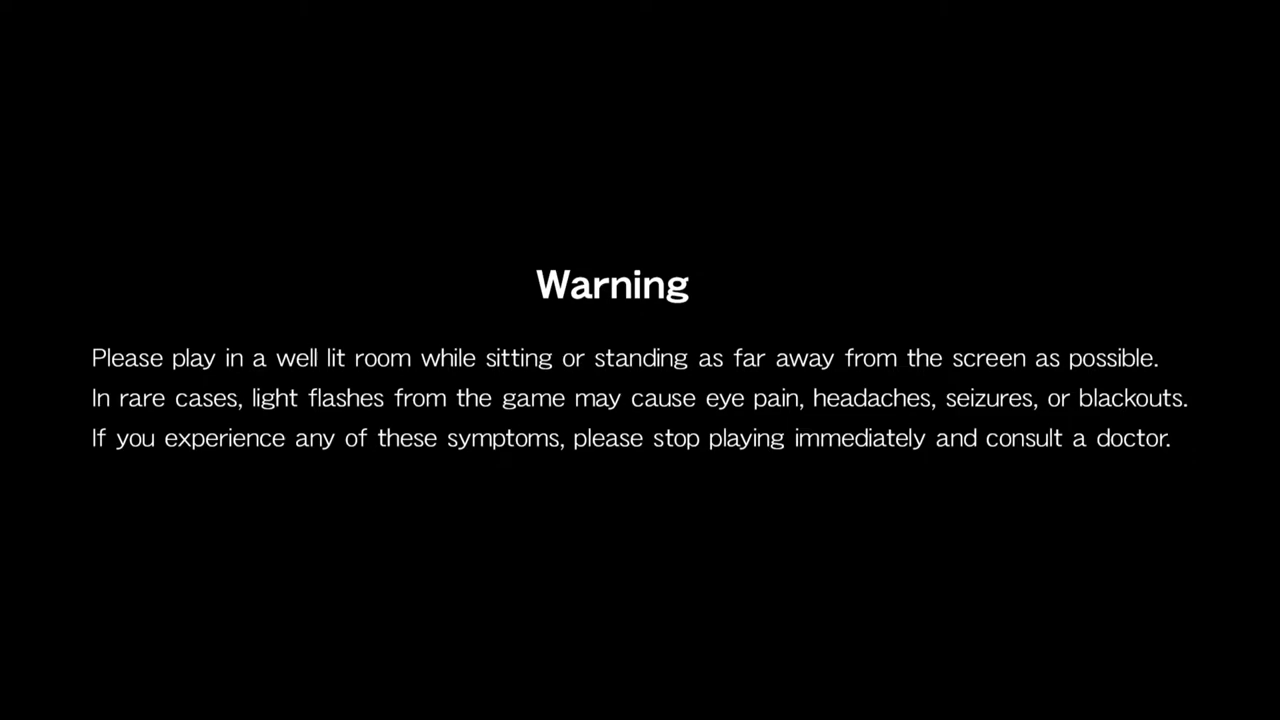 Warning
Please play in a well lit room while sitting or standing as far away from the screen as possible.
In rare cases, light flashes from the game may cause eye pain, headaches, seizures, or blackouts.
If you experience any of these symptoms, please stop playing immediately and consult a doctor.